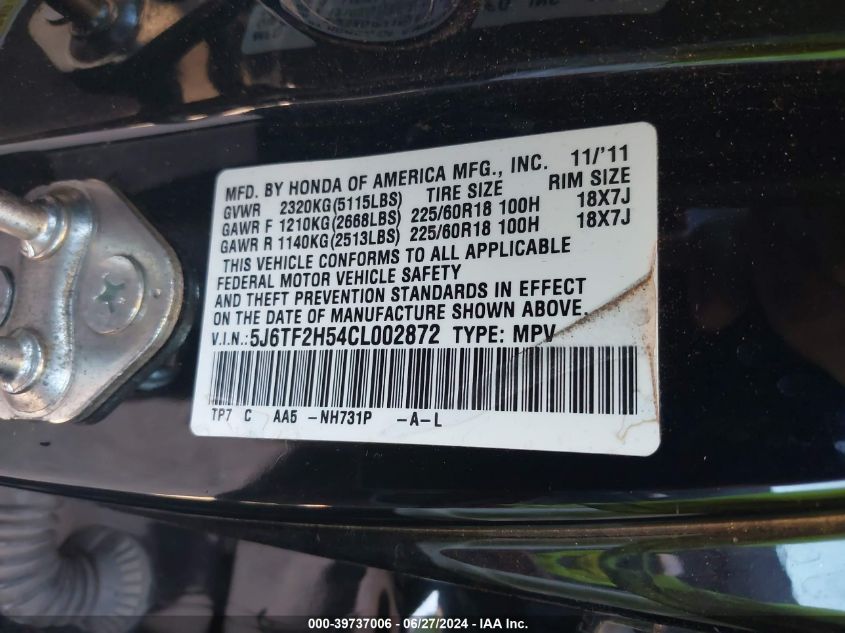 MFD. BY HONDA OF AMERICA MFG., INC. 11/'11
GVWR 2320KG(5115LBS) TIRE SIZE RIM SIZE
GAWR F 1210KG(2668LBS) 225/60R18 100H 18X7J
GAWR R 1140KG(2513LBS) 225/60R18 100H 18X7J
THIS VEHICLE CONFORMS TO ALL APPLICABLE
FEDERAL MOTOR VEHICLE SAFETY
AND THEFT PREVENTION STANDARDS IN EFFECT
ON THE DATE OF MANUFACTURE SHOWN ABOVE.
V.I.N.:5J6TF2H54CL002872 TYPE: MPV
TP7 C AA5 -NH731P -A-L
000-39737006 - 06/27/2024 - IAA Inc.